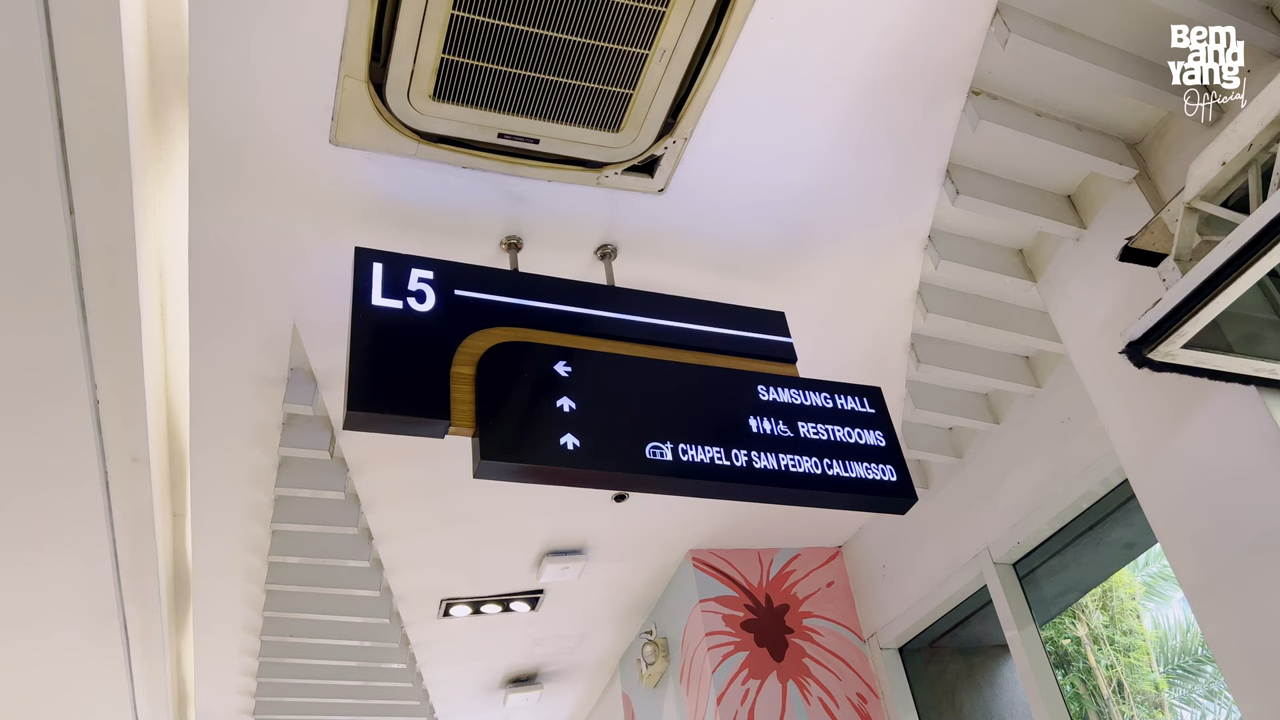 Bem
and
Yang
Official
L5
SAMSUNG HALL
RESTROOMS
CHAPEL OF SAN PEDRO CALUNGSOD